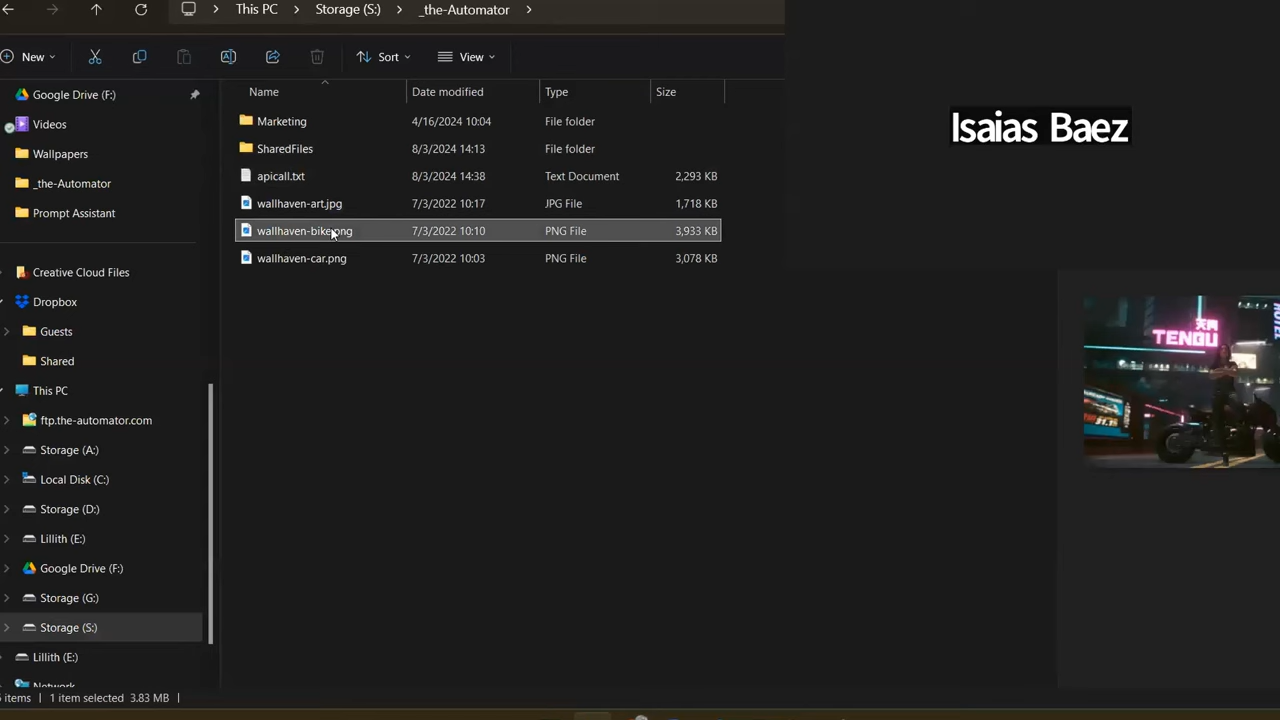 This PC > Storage (S:) > _the-Automator >
New Sort View
Name Date modified Type Size
Google Drive (F:)
Videos
Wallpapers
_the-Automator
Prompt Assistant
Creative Cloud Files
Dropbox
Guests
Shared
This PC
ftp.the-automator.com
Storage (A:)
Local Disk (C:)
Storage (D:)
Lillith (E:)
Google Drive (F:)
Storage (G:)
Storage (S:)
Lillith (E:)
Network
Marketing 4/16/2024 10:04 File folder
SharedFiles 8/3/2024 14:13 File folder
apicall.txt 8/3/2024 14:38 Text Document 2,293 KB
wallhaven-art.jpg 7/3/2022 10:17 JPG File 1,718 KB
wallhaven-bike.png 7/3/2022 10:10 PNG File 3,933 KB
wallhaven-car.png 7/3/2022 10:03 PNG File 3,078 KB
Isaias Baez
天狗
TENGU
HOTEL
items 1 item selected 3.83 MB